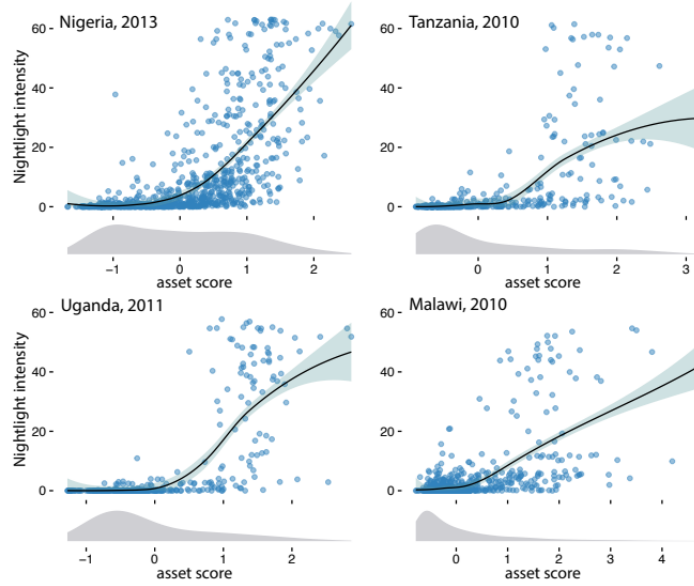 Nigeria, 2013
Tanzania, 2010
Nightlight intensity
60
40
20
0
60
40
20
0
−1 0 1 2
0 1 2 3
asset score
asset score
Uganda, 2011
Malawi, 2010
Nightlight intensity
60
40
20
0
60
40
20
0
−1 0 1 2
0 1 2 3 4
asset score
asset score